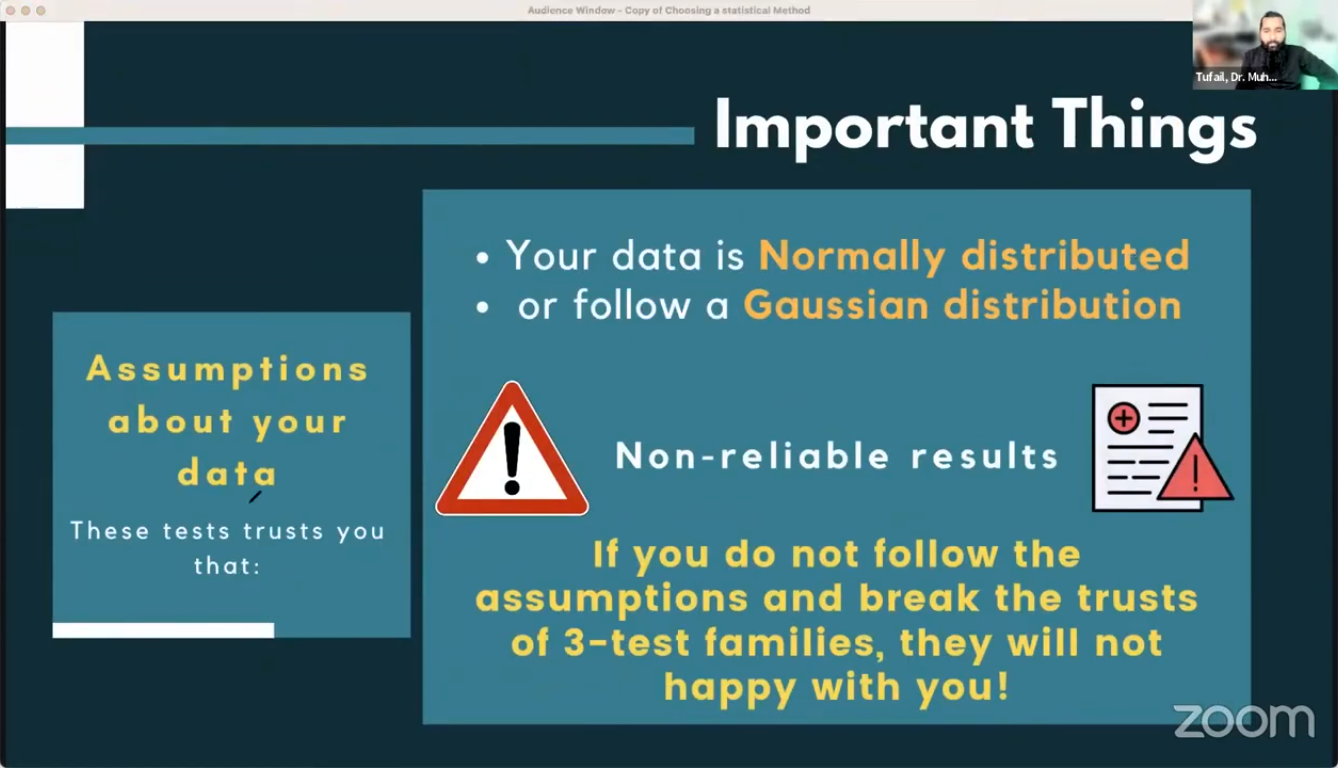 Audience Window - Copy of Choosing a statistical Method
Tufail, Dr. Muh...
Important Things
• Your data is Normally distributed
• or follow a Gaussian distribution
Assumptions
about your
data
These tests trusts you
that:
Non-reliable results
If you do not follow the
assumptions and break the trusts
of 3-test families, they will not
happy with you!
zoom